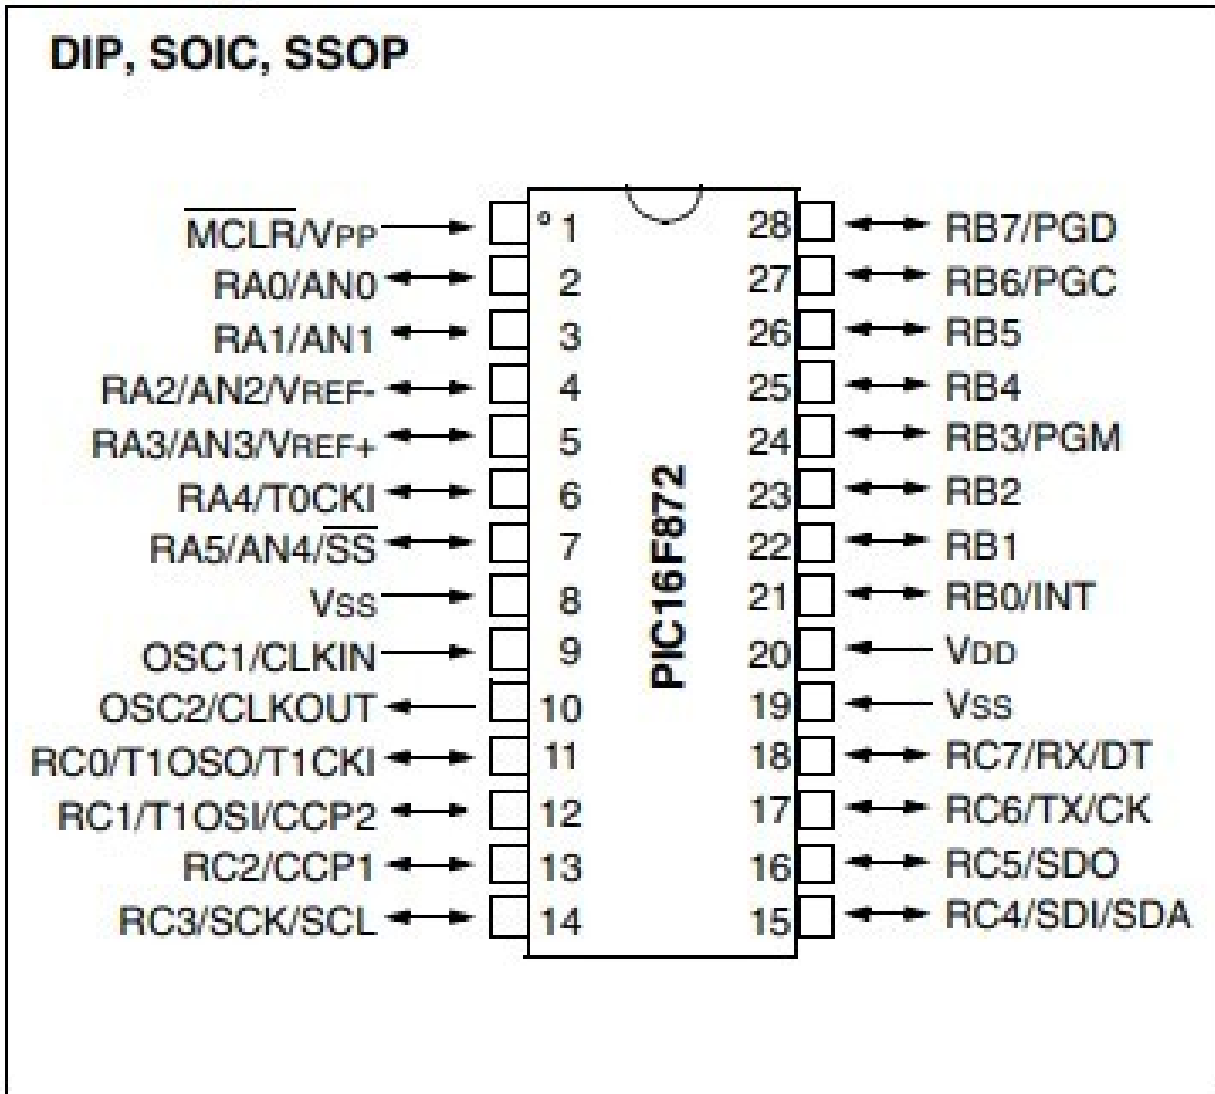 DIP, SOIC, SSOP
MCLR/VPP 1 28 RB7/PGD
RA0/AN0 2 27 RB6/PGC
RA1/AN1 3 26 RB5
RA2/AN2/VREF- 4 25 RB4
RA3/AN3/VREF+ 5 24 RB3/PGM
RA4/T0CKI 6 23 RB2
RA5/AN4/SS 7 22 RB1
VSS 8 21 RB0/INT
OSC1/CLKIN 9 20 VDD
OSC2/CLKOUT 10 19 VSS
RC0/T1OSO/T1CKI 11 18 RC7/RX/DT
RC1/T1OSI/CCP2 12 17 RC6/TX/CK
RC2/CCP1 13 16 RC5/SDO
RC3/SCK/SCL 14 15 RC4/SDI/SDA
PIC16F872